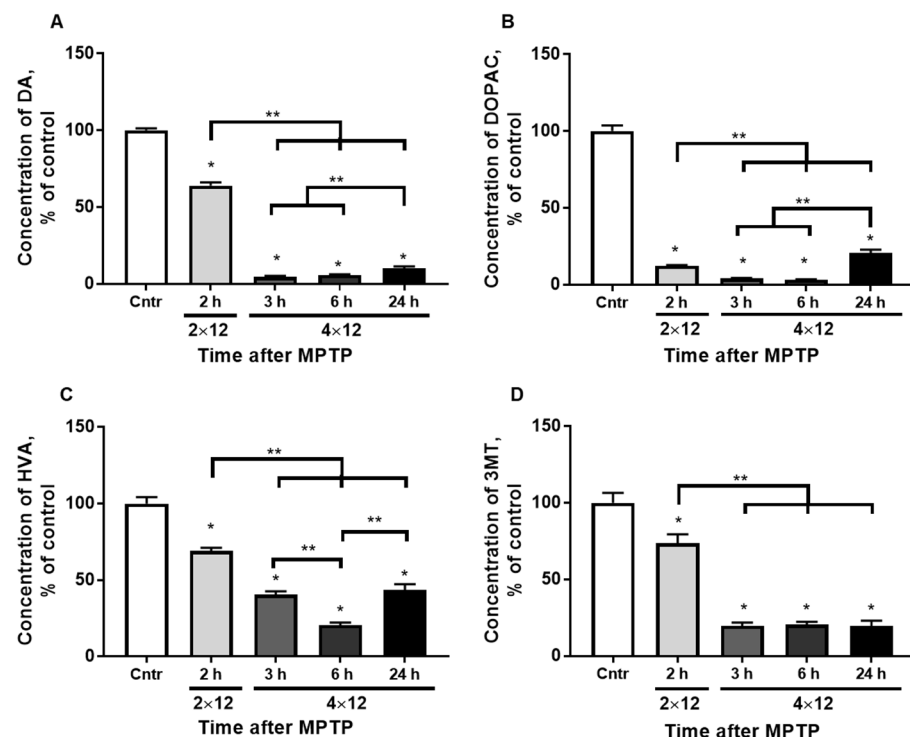 A
Concentration of DA,
% of control
150
100
50
0
**
*
**
*
*
*
Cntr 2 h 3 h 6 h 24 h
2×12 4×12
Time after MPTP
B
Concentration of DOPAC,
% of control
150
100
50
0
**
**
*
*
*
*
Cntr 2 h 3 h 6 h 24 h
2×12 4×12
Time after MPTP
C
Concentration of HVA,
% of control
150
100
50
0
**
*
**
**
*
*
*
Cntr 2 h 3 h 6 h 24 h
2×12 4×12
Time after MPTP
D
Concentration of 3MT,
% of control
150
100
50
0
**
*
*
*
*
Cntr 2 h 3 h 6 h 24 h
2×12 4×12
Time after MPTP